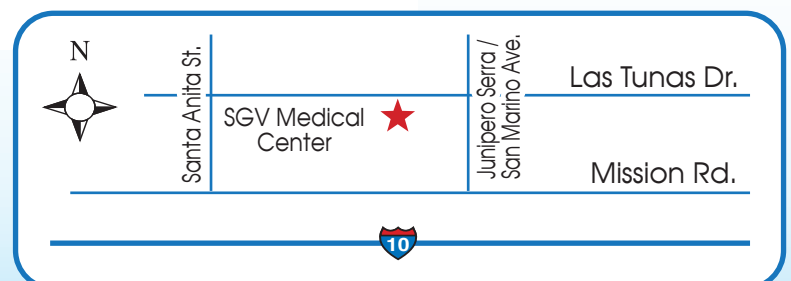 N
Santa Anita St.
SGV Medical
Center
Junipero Serra /
San Marino Ave.
Las Tunas Dr.
Mission Rd.
10